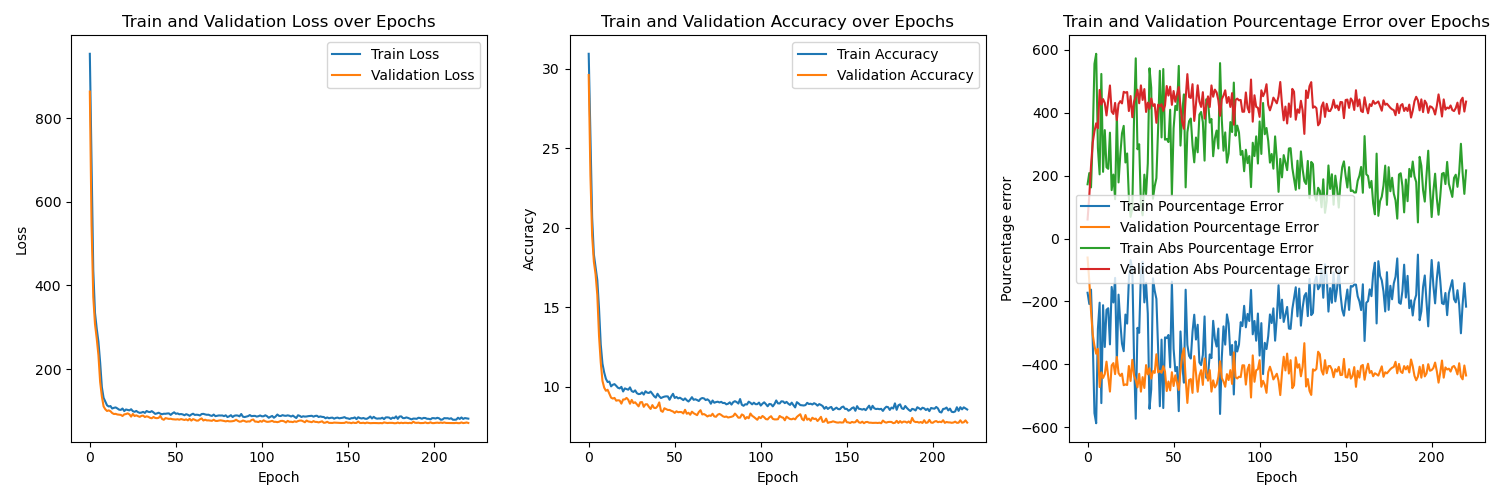 Train and Validation Loss over Epochs
Loss
800
600
400
200
0
50
100
150
200
Epoch
Train Loss
Validation Loss
Train and Validation Accuracy over Epochs
Accuracy
30
25
20
15
10
0
50
100
150
200
Epoch
Train Accuracy
Validation Accuracy
Train and Validation Pourcentage Error over Epochs
Pourcentage error
600
400
200
0
−200
−400
−600
0
50
100
150
200
Epoch
Train Pourcentage Error
Validation Pourcentage Error
Train Abs Pourcentage Error
Validation Abs Pourcentage Error